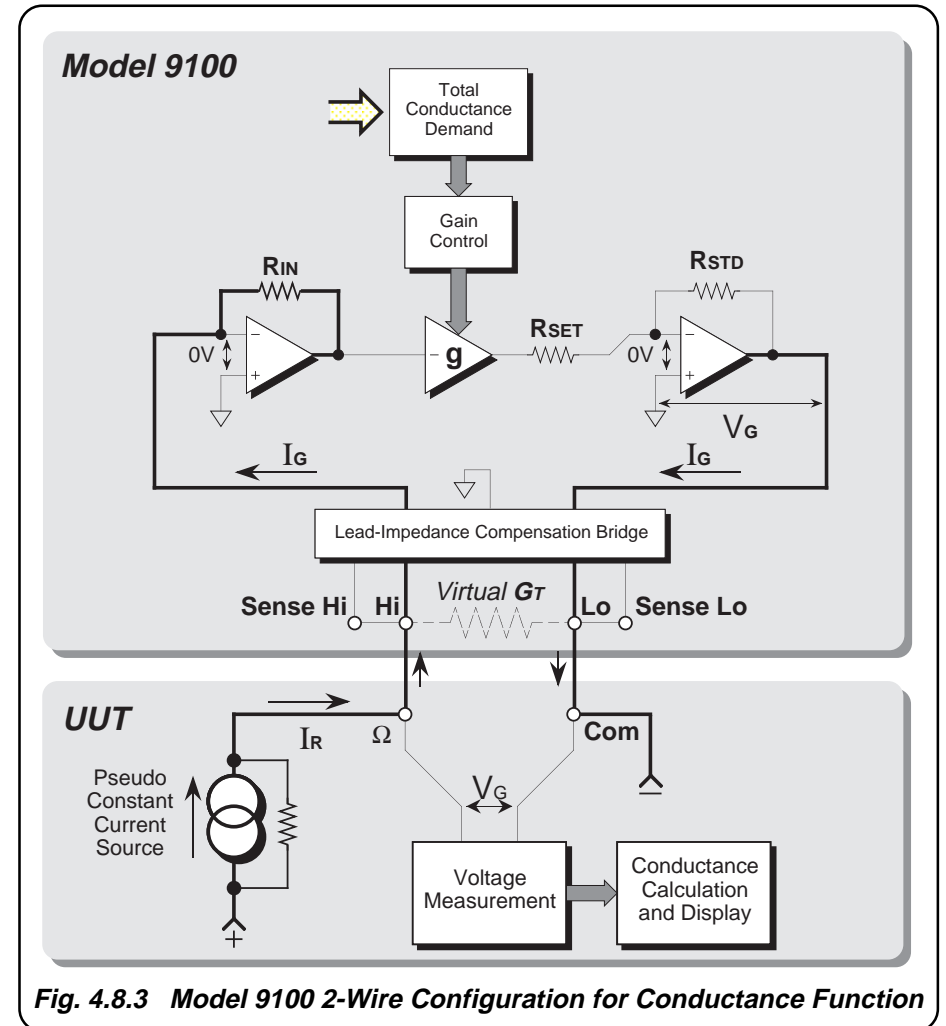 Model 9100
Total
Conductance
Demand
Gain
Control
RIN
RSTD
RSET
0V
−
+
− g
0V
−
+
VG
IG
IG
Lead-Impedance Compensation Bridge
Virtual GT
Sense Hi
Hi
Lo
Sense Lo
UUT
IR
Ω
Com
Pseudo
Constant
Current
Source
VG
+
−
Voltage
Measurement
Conductance
Calculation
and Display
Fig. 4.8.3 Model 9100 2-Wire Configuration for Conductance Function